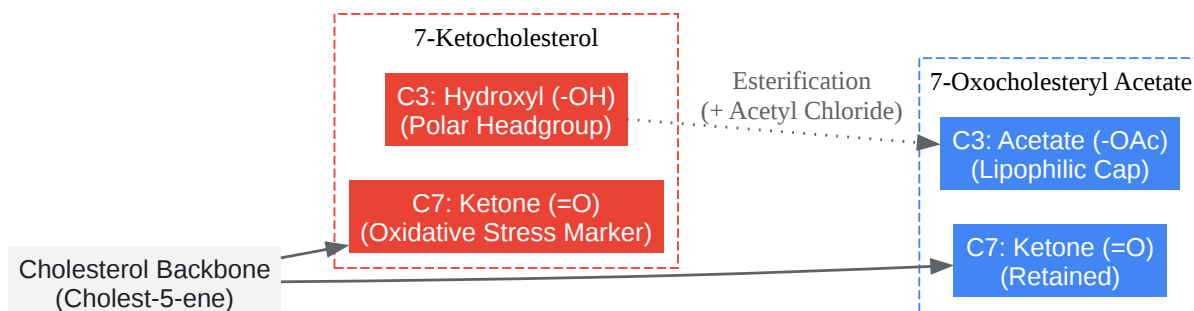 7-Ketocholesterol
C3: Hydroxyl (-OH)
(Polar Headgroup)
C7: Ketone (=O)
(Oxidative Stress Marker)
Cholesterol Backbone
(Cholest-5-ene)
Esterification
(+ Acetyl Chloride)
7-Oxocholesteryl Acetate
C3: Acetate (-OAc)
(Lipophilic Cap)
C7: Ketone (=O)
(Retained)